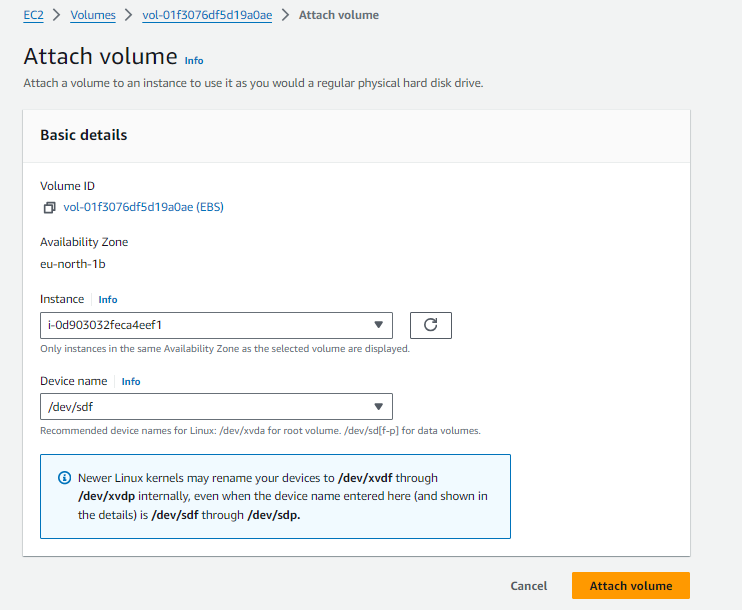 EC2 > Volumes > vol-01f3076df5d19a0ae > Attach volume
Attach volume Info
Attach a volume to an instance to use it as you would a regular physical hard disk drive.
Basic details
Volume ID
vol-01f3076df5d19a0ae (EBS)
Availability Zone
eu-north-1b
Instance Info
i-0d903032feca4eef1
Only instances in the same Availability Zone as the selected volume are displayed.
Device name Info
/dev/sdf
Recommended device names for Linux: /dev/xvda for root volume. /dev/sd[f-p] for data volumes.
Newer Linux kernels may rename your devices to /dev/xvdf through
/dev/xvdp internally, even when the device name entered here (and shown in
the details) is /dev/sdf through /dev/sdp.
Cancel Attach volume